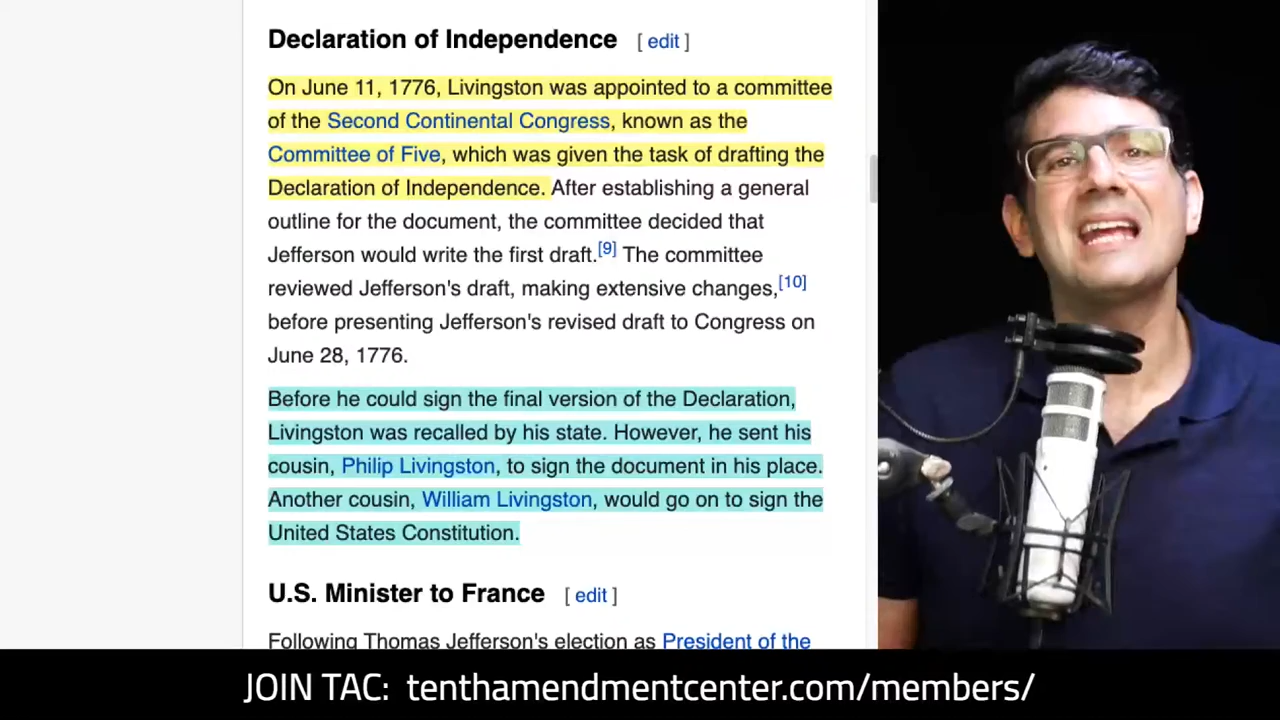 Declaration of Independence [ edit ]
On June 11, 1776, Livingston was appointed to a committee
of the Second Continental Congress, known as the
Committee of Five, which was given the task of drafting the
Declaration of Independence. After establishing a general
outline for the document, the committee decided that
Jefferson would write the first draft.[9] The committee
reviewed Jefferson's draft, making extensive changes,[10]
before presenting Jefferson's revised draft to Congress on
June 28, 1776.
Before he could sign the final version of the Declaration,
Livingston was recalled by his state. However, he sent his
cousin, Philip Livingston, to sign the document in his place.
Another cousin, William Livingston, would go on to sign the
United States Constitution.
U.S. Minister to France [ edit ]
Following Thomas Jefferson's election as President of the
JOIN TAC: tenthamendmentcenter.com/members/